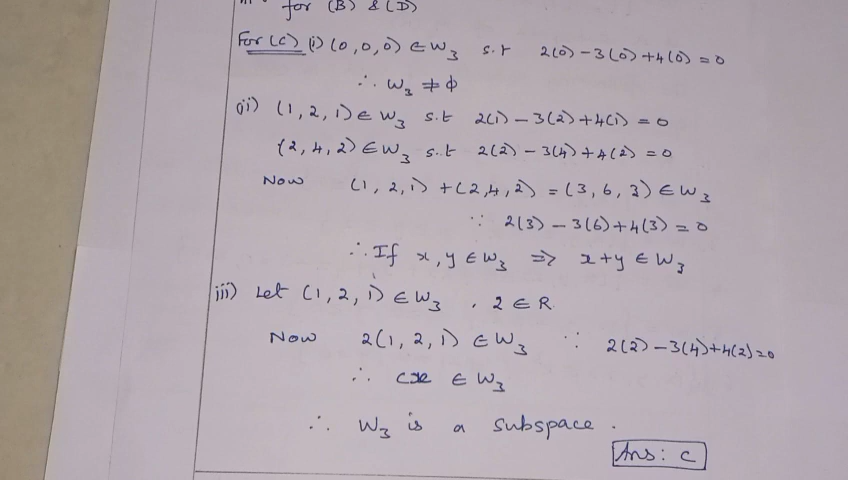 for (B) & (D)
For (C) (i) (0,0,0) ∈ W₃ s.t 2(0) - 3(0) + 4(0) = 0
∴ W₃ ≠ ϕ
(ii) (1, 2, 1) ∈ W₃ s.t 2(1) - 3(2) + 4(1) = 0
(2, 4, 2) ∈ W₃ s.t 2(2) - 3(4) + 4(2) = 0
Now (1, 2, 1) + (2, 4, 2) = (3, 6, 3) ∈ W₃
∵ 2(3) - 3(6) + 4(3) = 0
∴ If x, y ∈ W₃ ⇒ x+y ∈ W₃
iii) Let (1, 2, 1) ∈ W₃ , 2 ∈ R.
Now 2(1, 2, 1) ∈ W₃ ∵ 2(2) - 3(4) + 4(2) = 0
∴ cx ∈ W₃
∴ W₃ is a subspace .
Ans: C